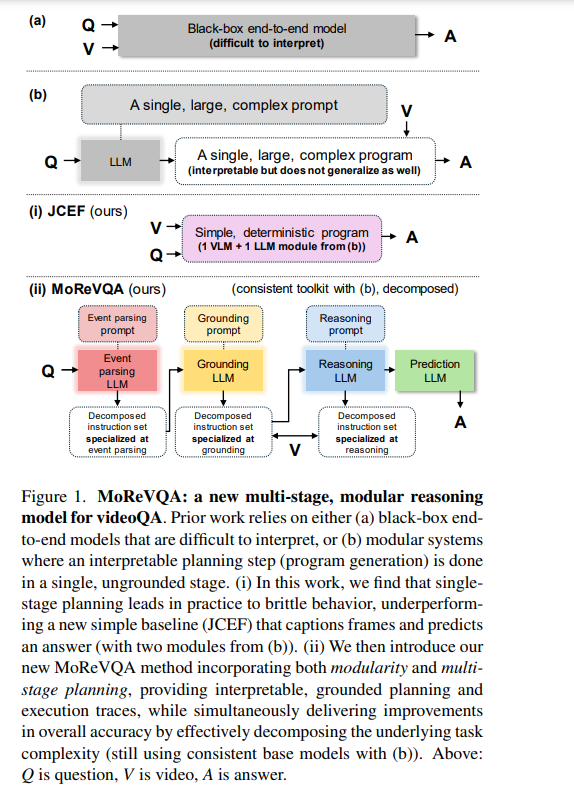 (a)
Q
V
Black-box end-to-end model
(difficult to interpret)
A
(b)
A single, large, complex prompt
V
Q
LLM
A single, large, complex program
(interpretable but does not generalize as well)
A
(i) JCEF (ours)
V
Q
Simple, deterministic program
(1 VLM + 1 LLM module from (b))
A
(ii) MoReVQA (ours)
(consistent toolkit with (b), decomposed)
Event parsing
prompt
Grounding
prompt
Reasoning
prompt
Q
Event
parsing
LLM
Grounding
LLM
Reasoning
LLM
Prediction
LLM
Decomposed
instruction set
specialized at
event parsing
Decomposed
instruction set
specialized at
grounding
V
Decomposed
instruction set
specialized at
reasoning
A
Figure 1. MoReVQA: a new multi-stage, modular reasoning
model for videoQA. Prior work relies on either (a) black-box end-
to-end models that are difficult to interpret, or (b) modular systems
where an interpretable planning step (program generation) is done
in a single, ungrounded stage. (i) In this work, we find that single-
stage planning leads in practice to brittle behavior, underperform-
ing a new simple baseline (JCEF) that captions frames and predicts
an answer (with two modules from (b)). (ii) We then introduce our
new MoReVQA method incorporating both modularity and multi-
stage planning, providing interpretable, grounded planning and
execution traces, while simultaneously delivering improvements
in overall accuracy by effectively decomposing the underlying task
complexity (still using consistent base models with (b)). Above:
Q is question, V is video, A is answer.